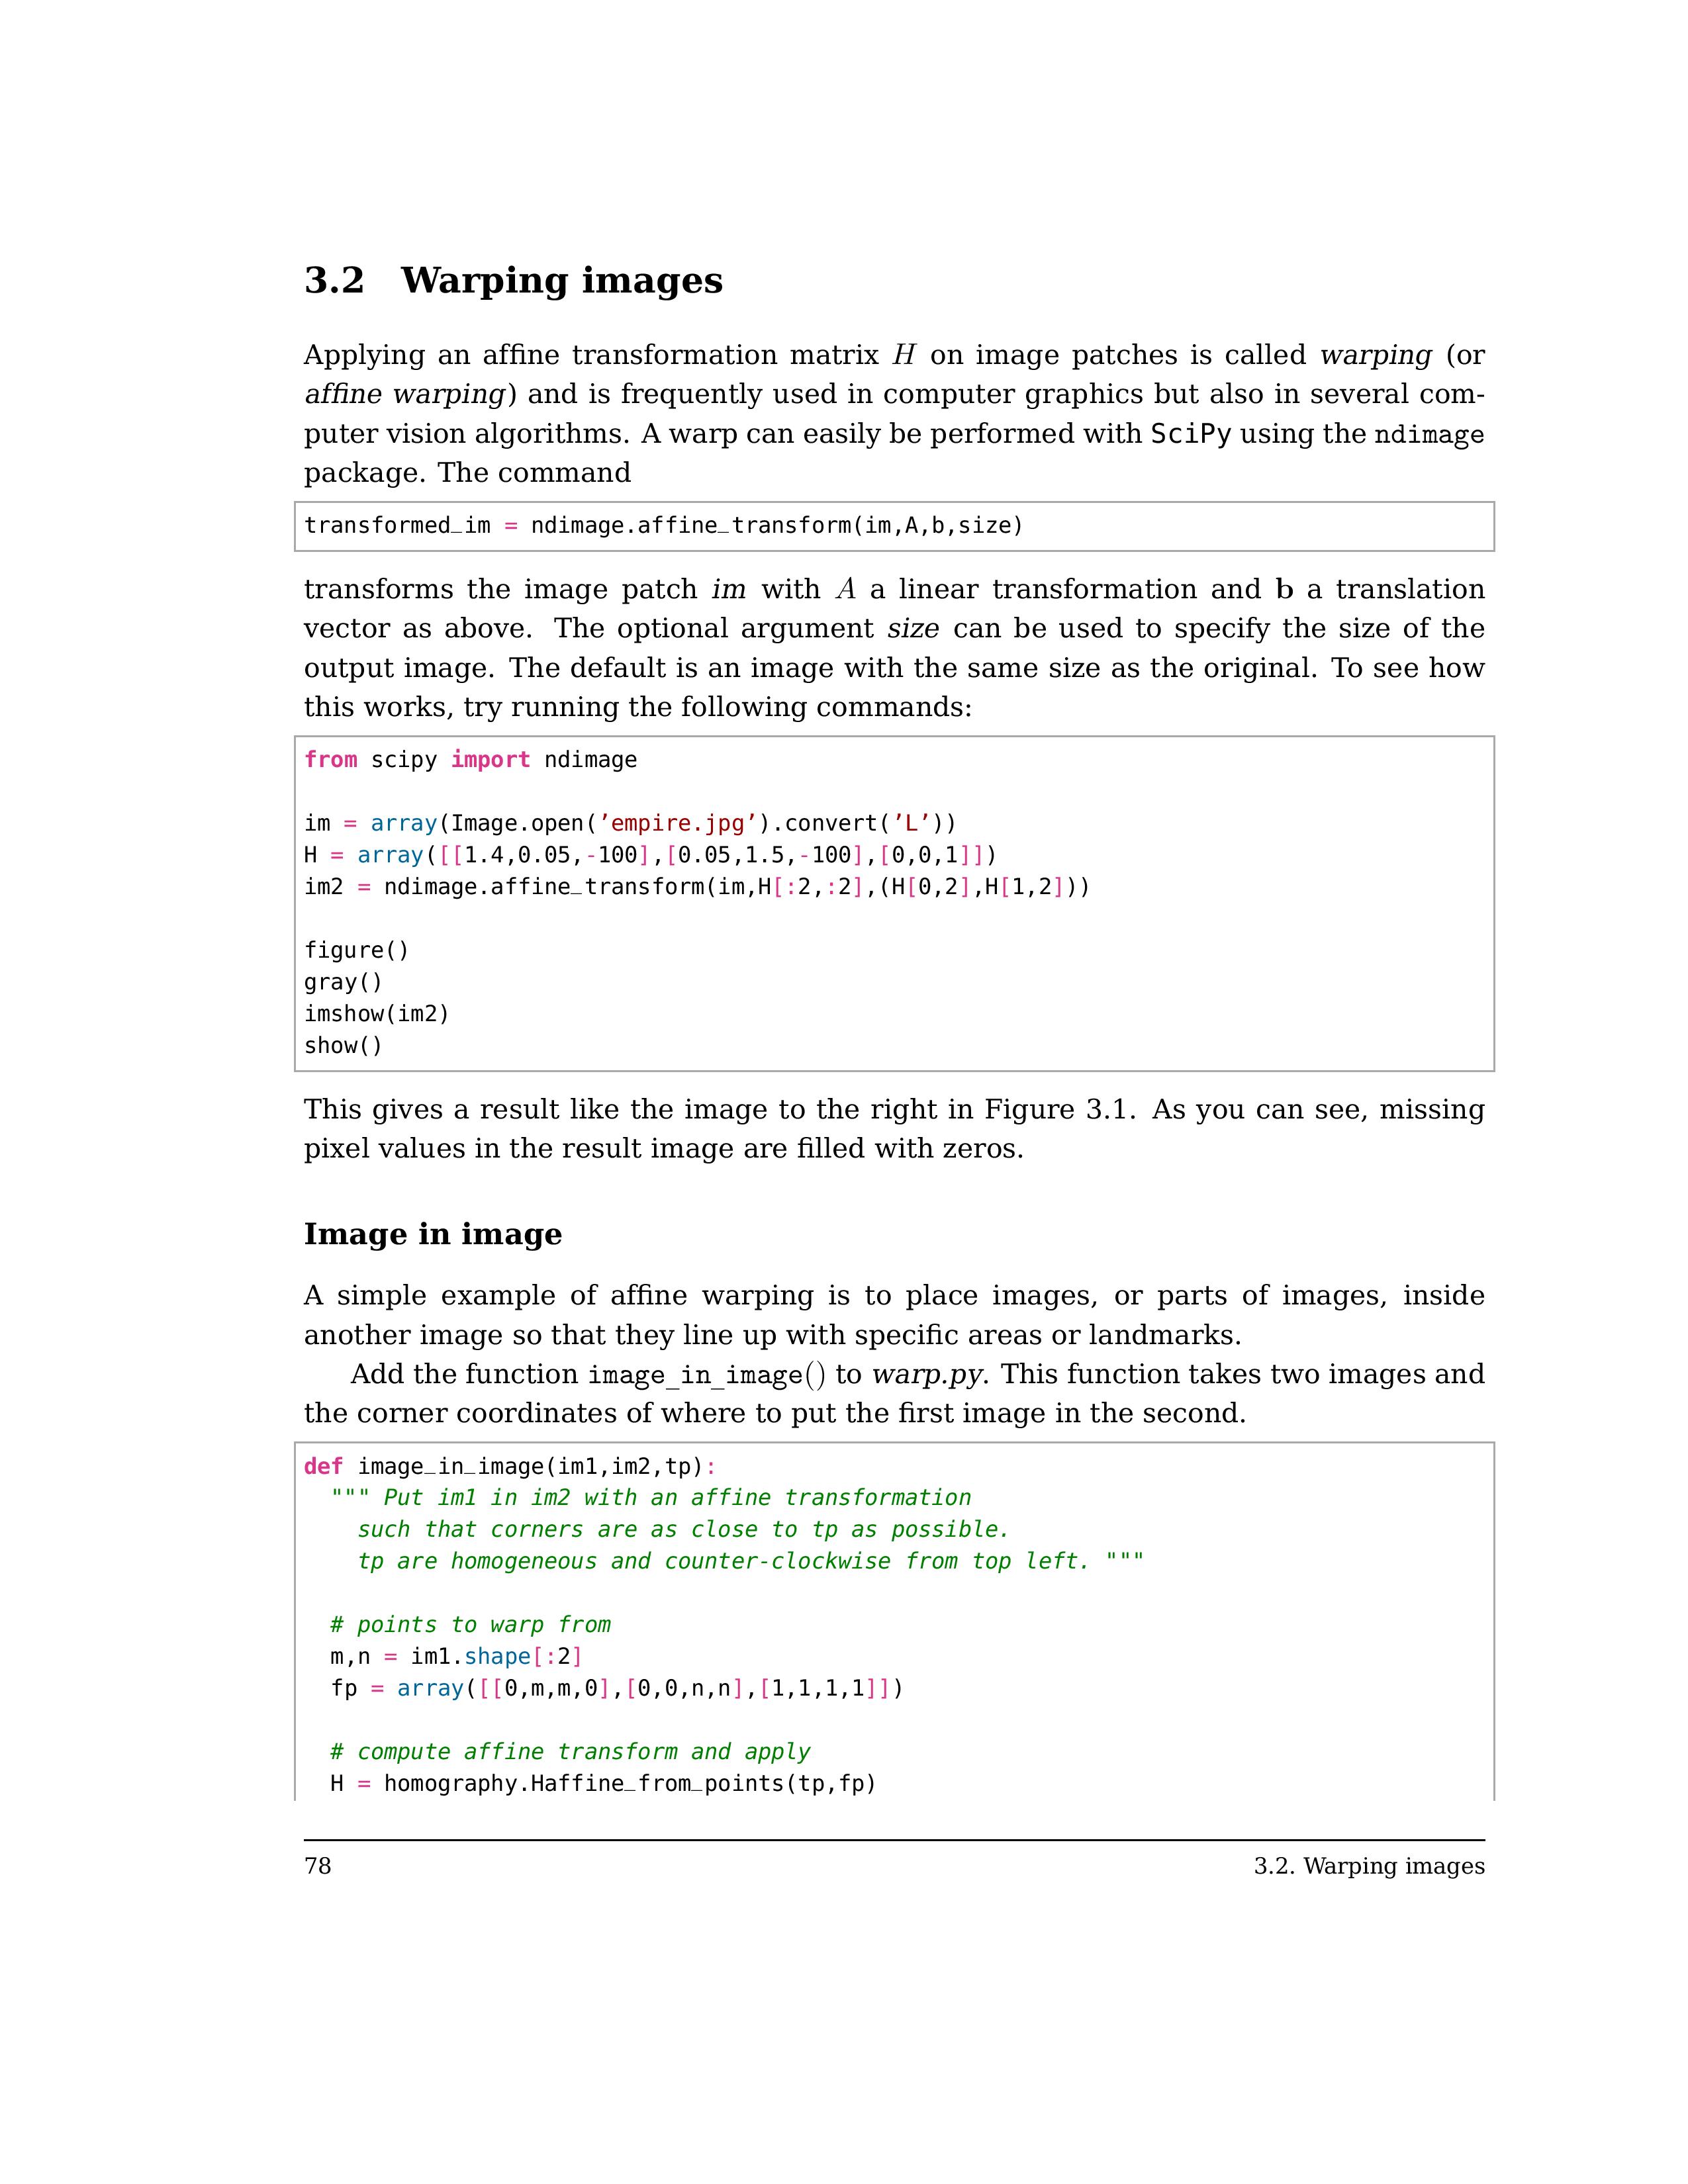 3.2 Warping images
Applying an affine transformation matrix H on image patches is called warping (or
affine warping) and is frequently used in computer graphics but also in several com-
puter vision algorithms. A warp can easily be performed with SciPy using the ndimage
package. The command
transformed_im = ndimage.affine_transform(im,A,b,size)
transforms the image patch im with A a linear transformation and b a translation
vector as above. The optional argument size can be used to specify the size of the
output image. The default is an image with the same size as the original. To see how
this works, try running the following commands:
from scipy import ndimage
im = array(Image.open(’empire.jpg’).convert(’L’))
H = array([[1.4,0.05,-100],[0.05,1.5,-100],[0,0,1]])
im2 = ndimage.affine_transform(im,H[:2,:2],(H[0,2],H[1,2]))
figure()
gray()
imshow(im2)
show()
This gives a result like the image to the right in Figure 3.1. As you can see, missing
pixel values in the result image are filled with zeros.
Image in image
A simple example of affine warping is to place images, or parts of images, inside
another image so that they line up with specific areas or landmarks.
Add the function image_in_image() to warp.py. This function takes two images and
the corner coordinates of where to put the first image in the second.
def image_in_image(im1,im2,tp):
""" Put im1 in im2 with an affine transformation
such that corners are as close to tp as possible.
tp are homogeneous and counter-clockwise from top left. """
# points to warp from
m,n = im1.shape[:2]
fp = array([[0,m,m,0],[0,0,n,n],[1,1,1,1]])
# compute affine transform and apply
H = homography.Haffine_from_points(tp,fp)
78 3.2. Warping images